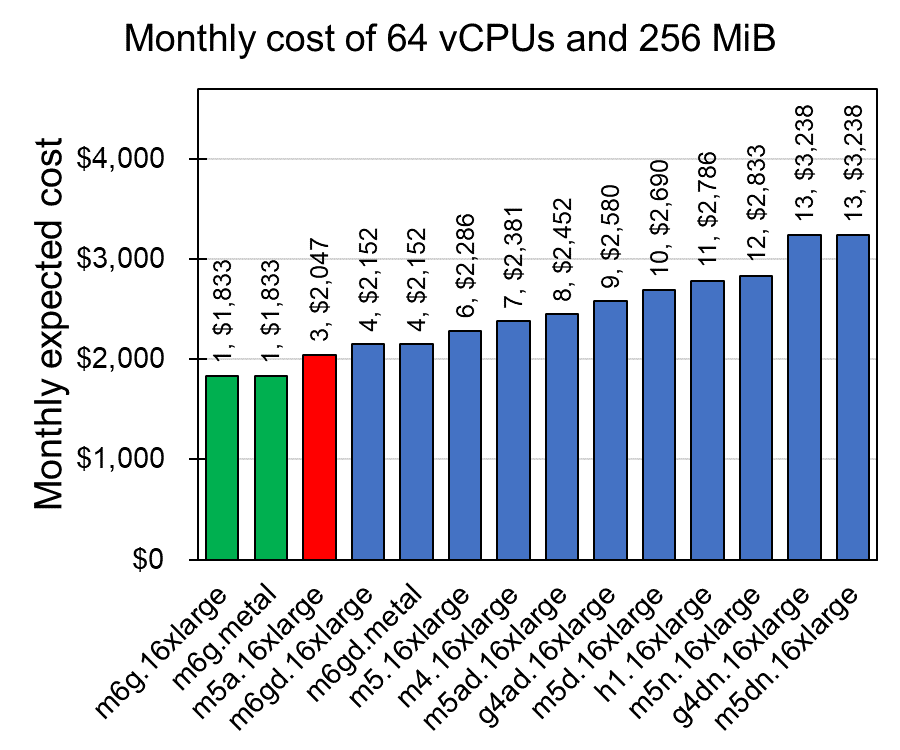 Monthly cost of 64 vCPUs and 256 MiB
Monthly expected cost
$4,000
$3,000
$2,000
$1,000
$0
1, $1,833
1, $1,833
3, $2,047
4, $2,152
4, $2,152
6, $2,286
7, $2,381
8, $2,452
9, $2,580
10, $2,690
11, $2,786
12, $2,833
13, $3,238
13, $3,238
m6g.16xlarge
m6g.metal
m5a.16xlarge
m6gd.16xlarge
m6gd.metal
m5.16xlarge
m4.16xlarge
m5ad.16xlarge
g4ad.16xlarge
m5d.16xlarge
h1.16xlarge
m5n.16xlarge
g4dn.16xlarge
m5dn.16xlarge